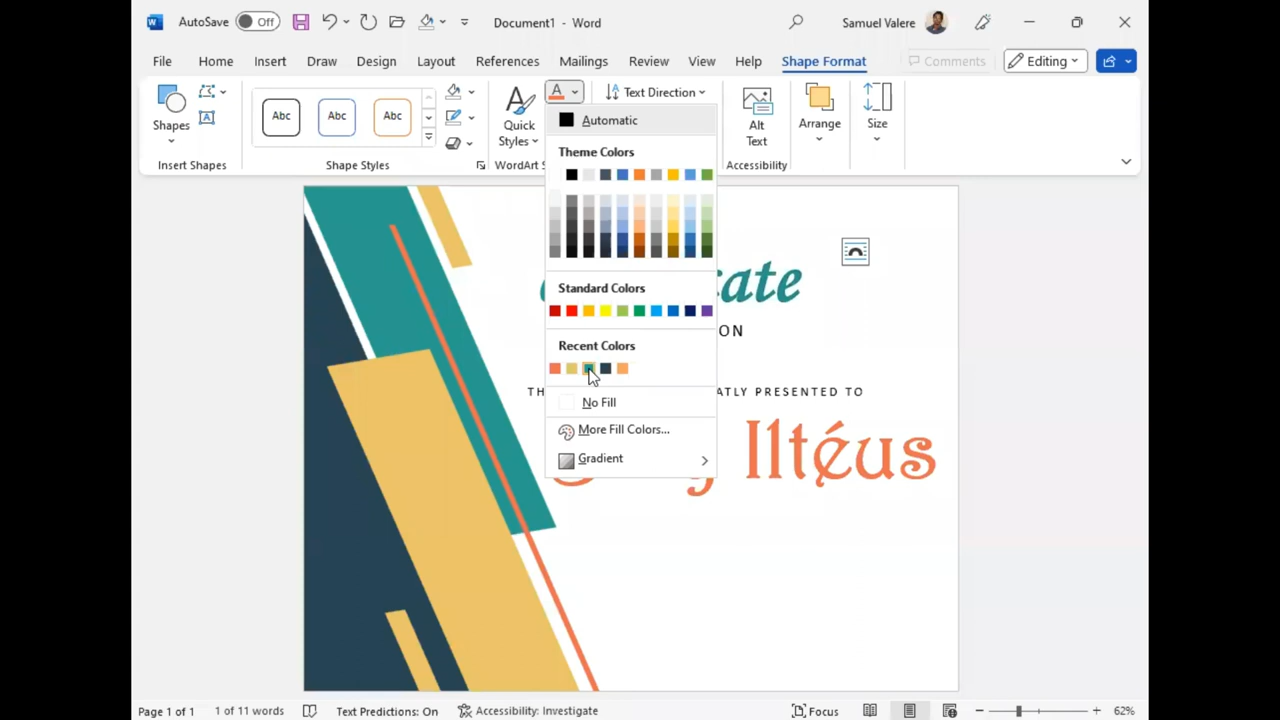 AutoSave Off Document1 - Word Samuel Valere
File Home Insert Draw Design Layout References Mailings Review View Help Shape Format Comments Editing
Shapes
Insert Shapes
Abc Abc Abc
Shape Styles
Quick
Styles
WordArt S
A
Text Direction
Alt
Text
Accessibility
Arrange
Size
Automatic
Theme Colors
Standard Colors
Recent Colors
No Fill
More Fill Colors...
Gradient
cate
ON
TH ATLY PRESENTED TO
y Iltéus
Page 1 of 1 1 of 11 words Text Predictions: On Accessibility: Investigate Focus 62%